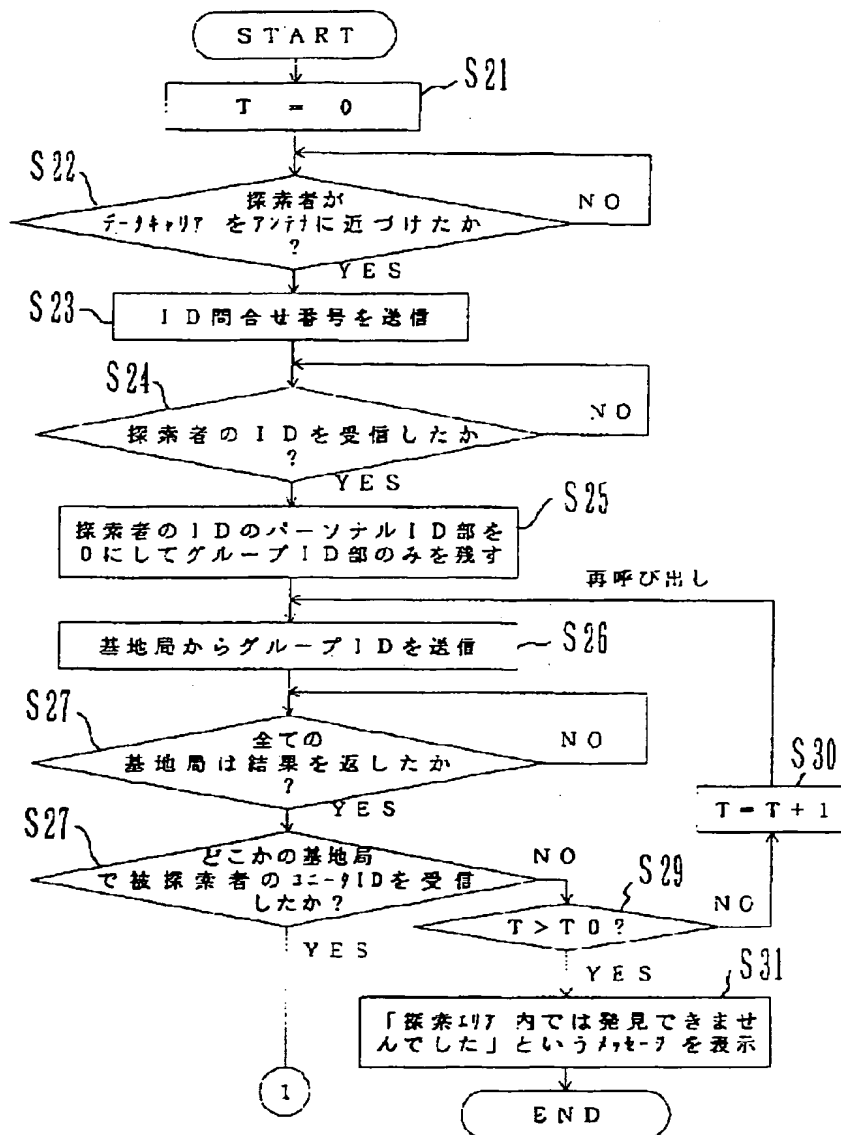 START
S21
T = 0
S22
探索者が
データキャリア をアンテナに近づけたか
?
NO
YES
S23
ID問合せ番号を送信
S24
NO
探索者のIDを受信したか
?
YES
S25
探索者のIDのパーソナルID部を
0にしてグループID部のみを残す
再呼び出し
基地局からグループIDを送信
S26
S27
全ての
基地局は結果を返したか
?
NO
YES
S30
T=T+1
S27
どこかの基地局
で被探索者のユニークIDを受信
したか?
NO
S29
T>T0?
NO
YES
YES
S31
「探索エリア 内では発見できませ
んでした」というメッセージ を表示
1
END